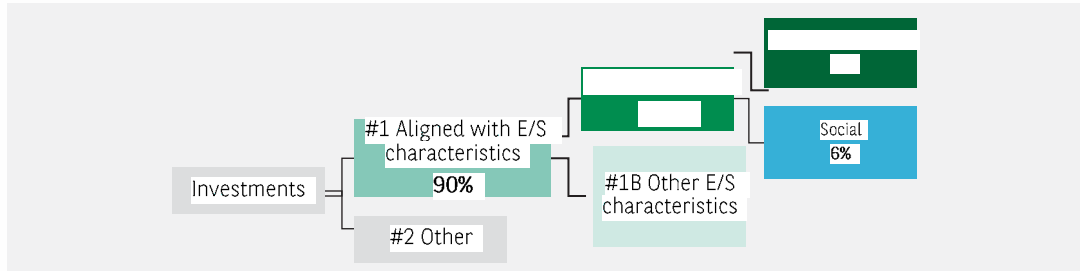 Investments
#1 Aligned with E/S
characteristics
90%
#2 Other
#1B Other E/S
characteristics
Social
6%